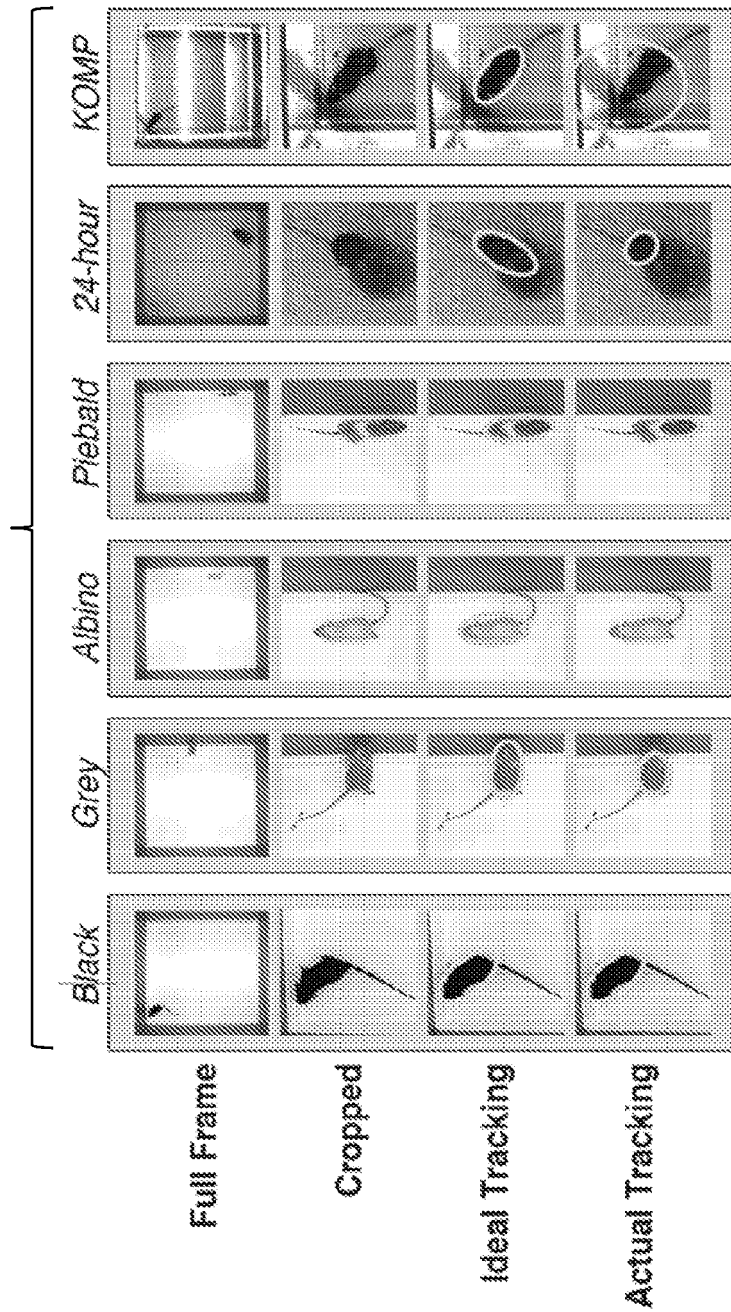 Black Grey Albino Piebald 24-hour KOMP
Full Frame
Cropped
Ideal Tracking
Actual Tracking